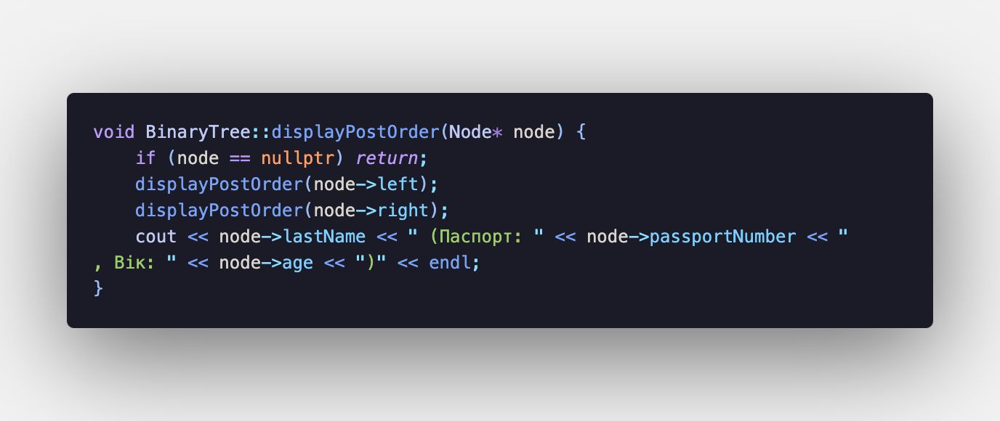 void BinaryTree::displayPostOrder(Node* node) {
    if (node == nullptr) return;
    displayPostOrder(node->left);
    displayPostOrder(node->right);
    cout << node->lastName << " (Паспорт: " << node->passportNumber << "
, Вік: " << node->age << ")" << endl;
}